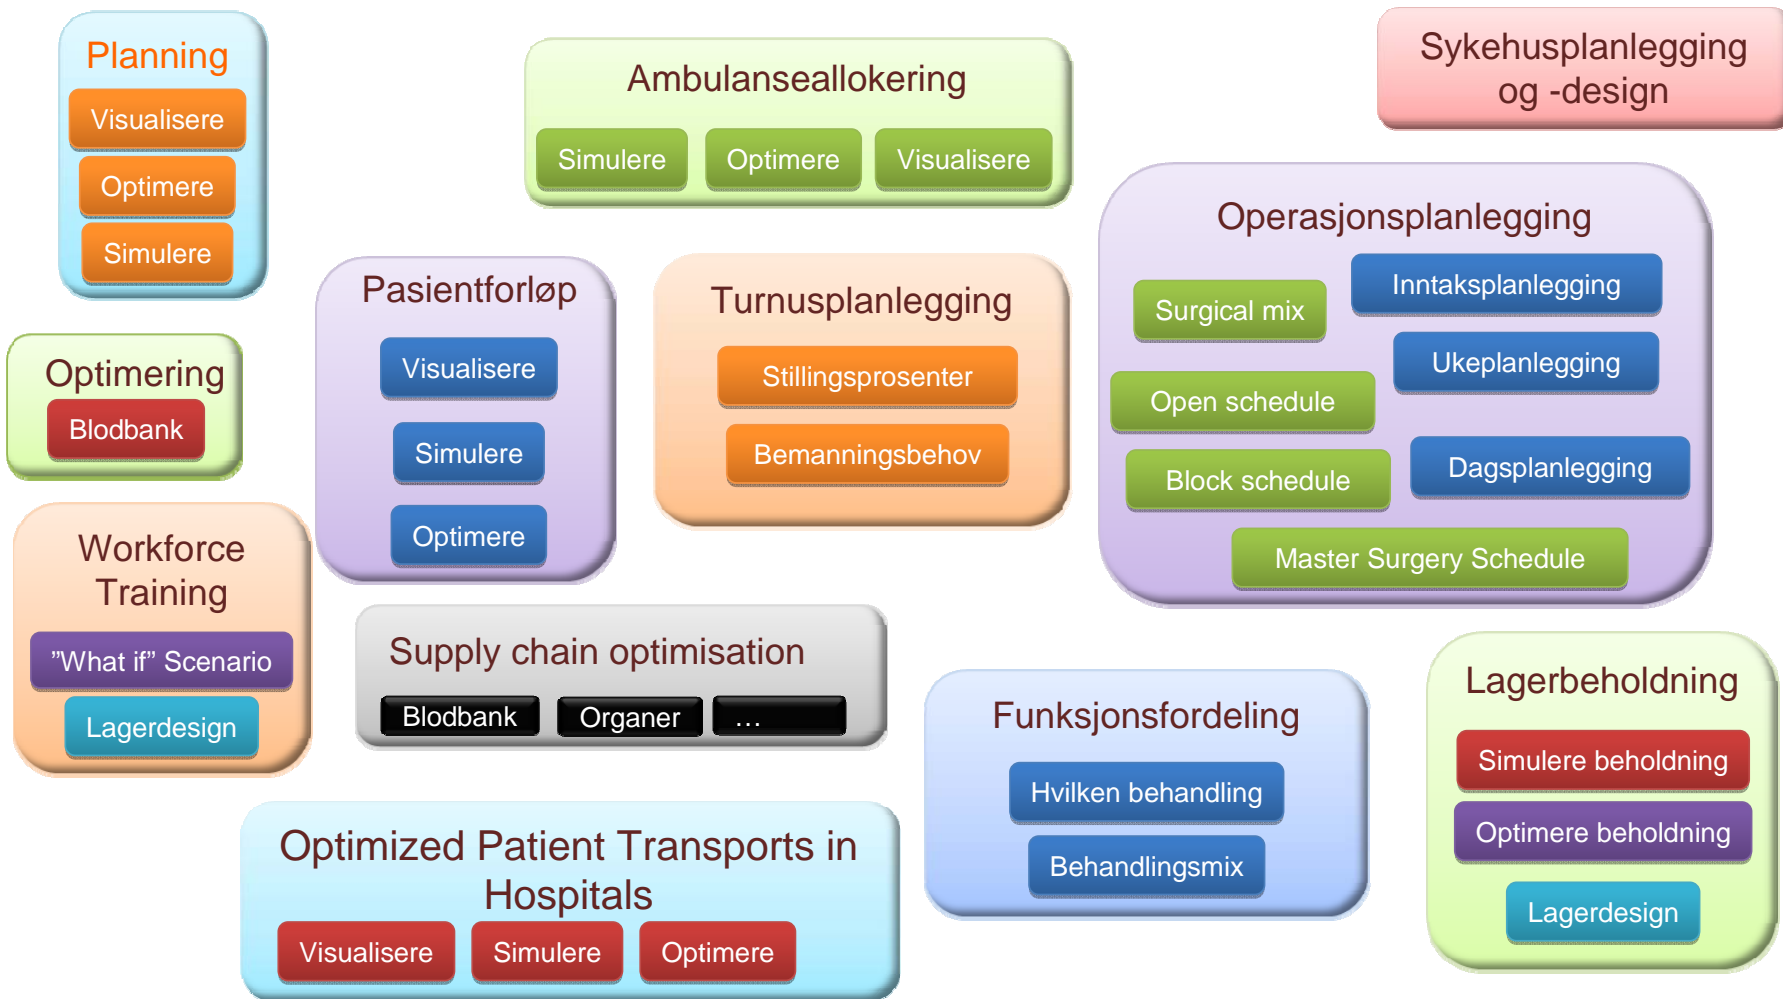 Planning
Visualisere
Optimere
Simulere
Ambulanseallokering
Simulere
Optimere
Visualisere
Sykehusplanlegging
og -design
Operasjonsplanlegging
Inntaksplanlegging
Surgical mix
Ukeplanlegging
Open schedule
Dagsplanlegging
Block schedule
Master Surgery Schedule
Pasientforløp
Visualisere
Simulere
Optimere
Turnusplanlegging
Stillingsprosenter
Bemanningsbehov
Optimering
Blodbank
Workforce
Training
”What if” Scenario
Lagerdesign
Supply chain optimisation
Blodbank
Organer
…
Funksjonsfordeling
Hvilken behandling
Behandlingsmix
Lagerbeholdning
Simulere beholdning
Optimere beholdning
Lagerdesign
Optimized Patient Transports in
Hospitals
Visualisere
Simulere
Optimere